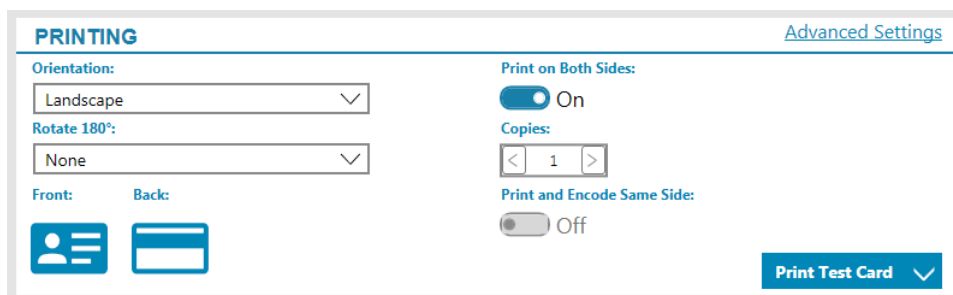 PRINTING
Advanced Settings
Orientation:
Landscape
Rotate 180°:
None
Front:
Back:
Print on Both Sides:
On
Copies:
1
Print and Encode Same Side:
Off
Print Test Card